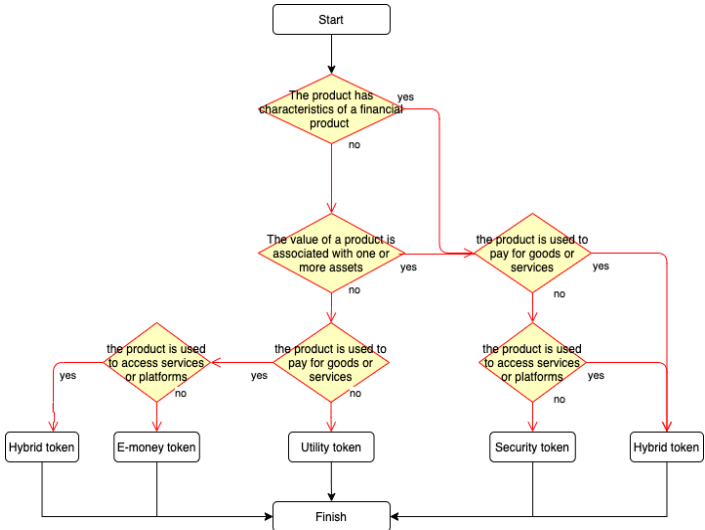 Start
The product has
characteristics of a financial
product
yes
no
The value of a product is
associated with one or
more assets
yes
no
the product is used to
pay for goods or
services
yes
no
the product is used
to access services
or platforms
yes
no
the product is used to
pay for goods or
services
yes
no
the product is used
to access services
or platforms
yes
no
Hybrid token
E-money token
Utility token
Security token
Hybrid token
Finish